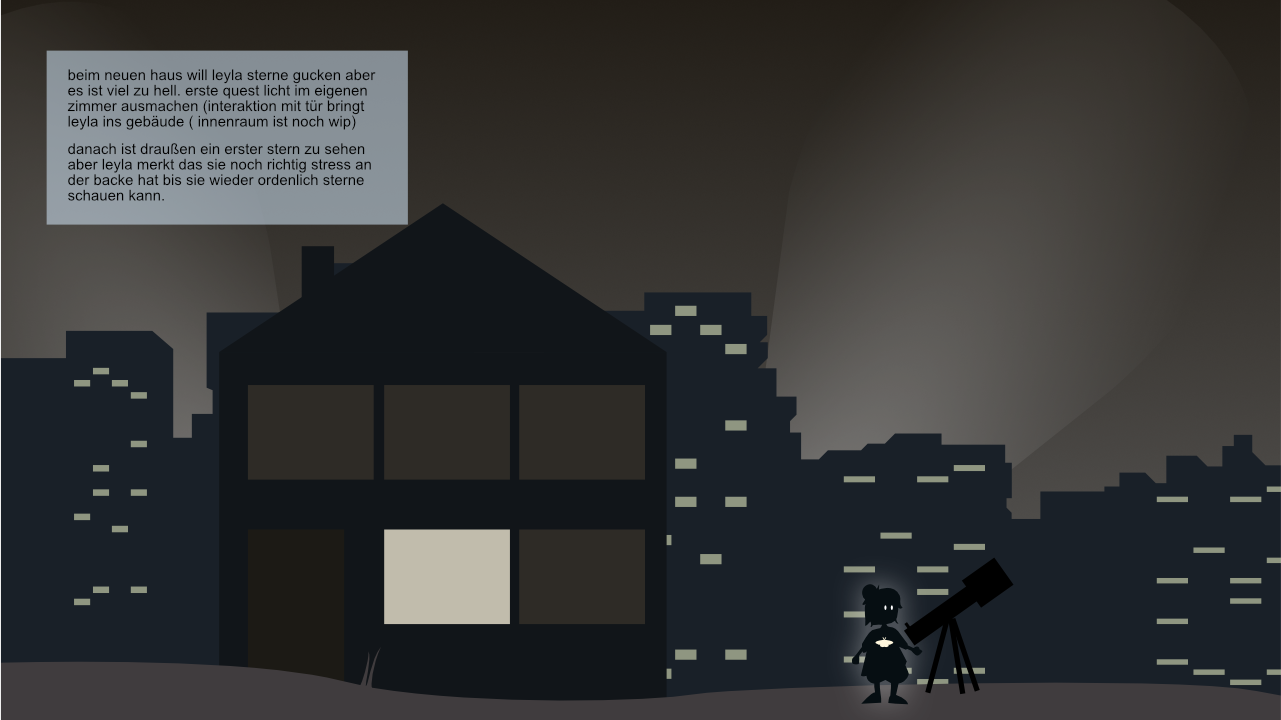 beim neuen haus will leyla sterne gucken aber
es ist viel zu hell. erste quest licht im eigenen
zimmer ausmachen (interaktion mit tür bringt
leyla ins gebäude ( innenraum ist noch wip)
danach ist draußen ein erster stern zu sehen
aber leyla merkt das sie noch richtig stress an
der backe hat bis sie wieder ordenlich sterne
schauen kann.